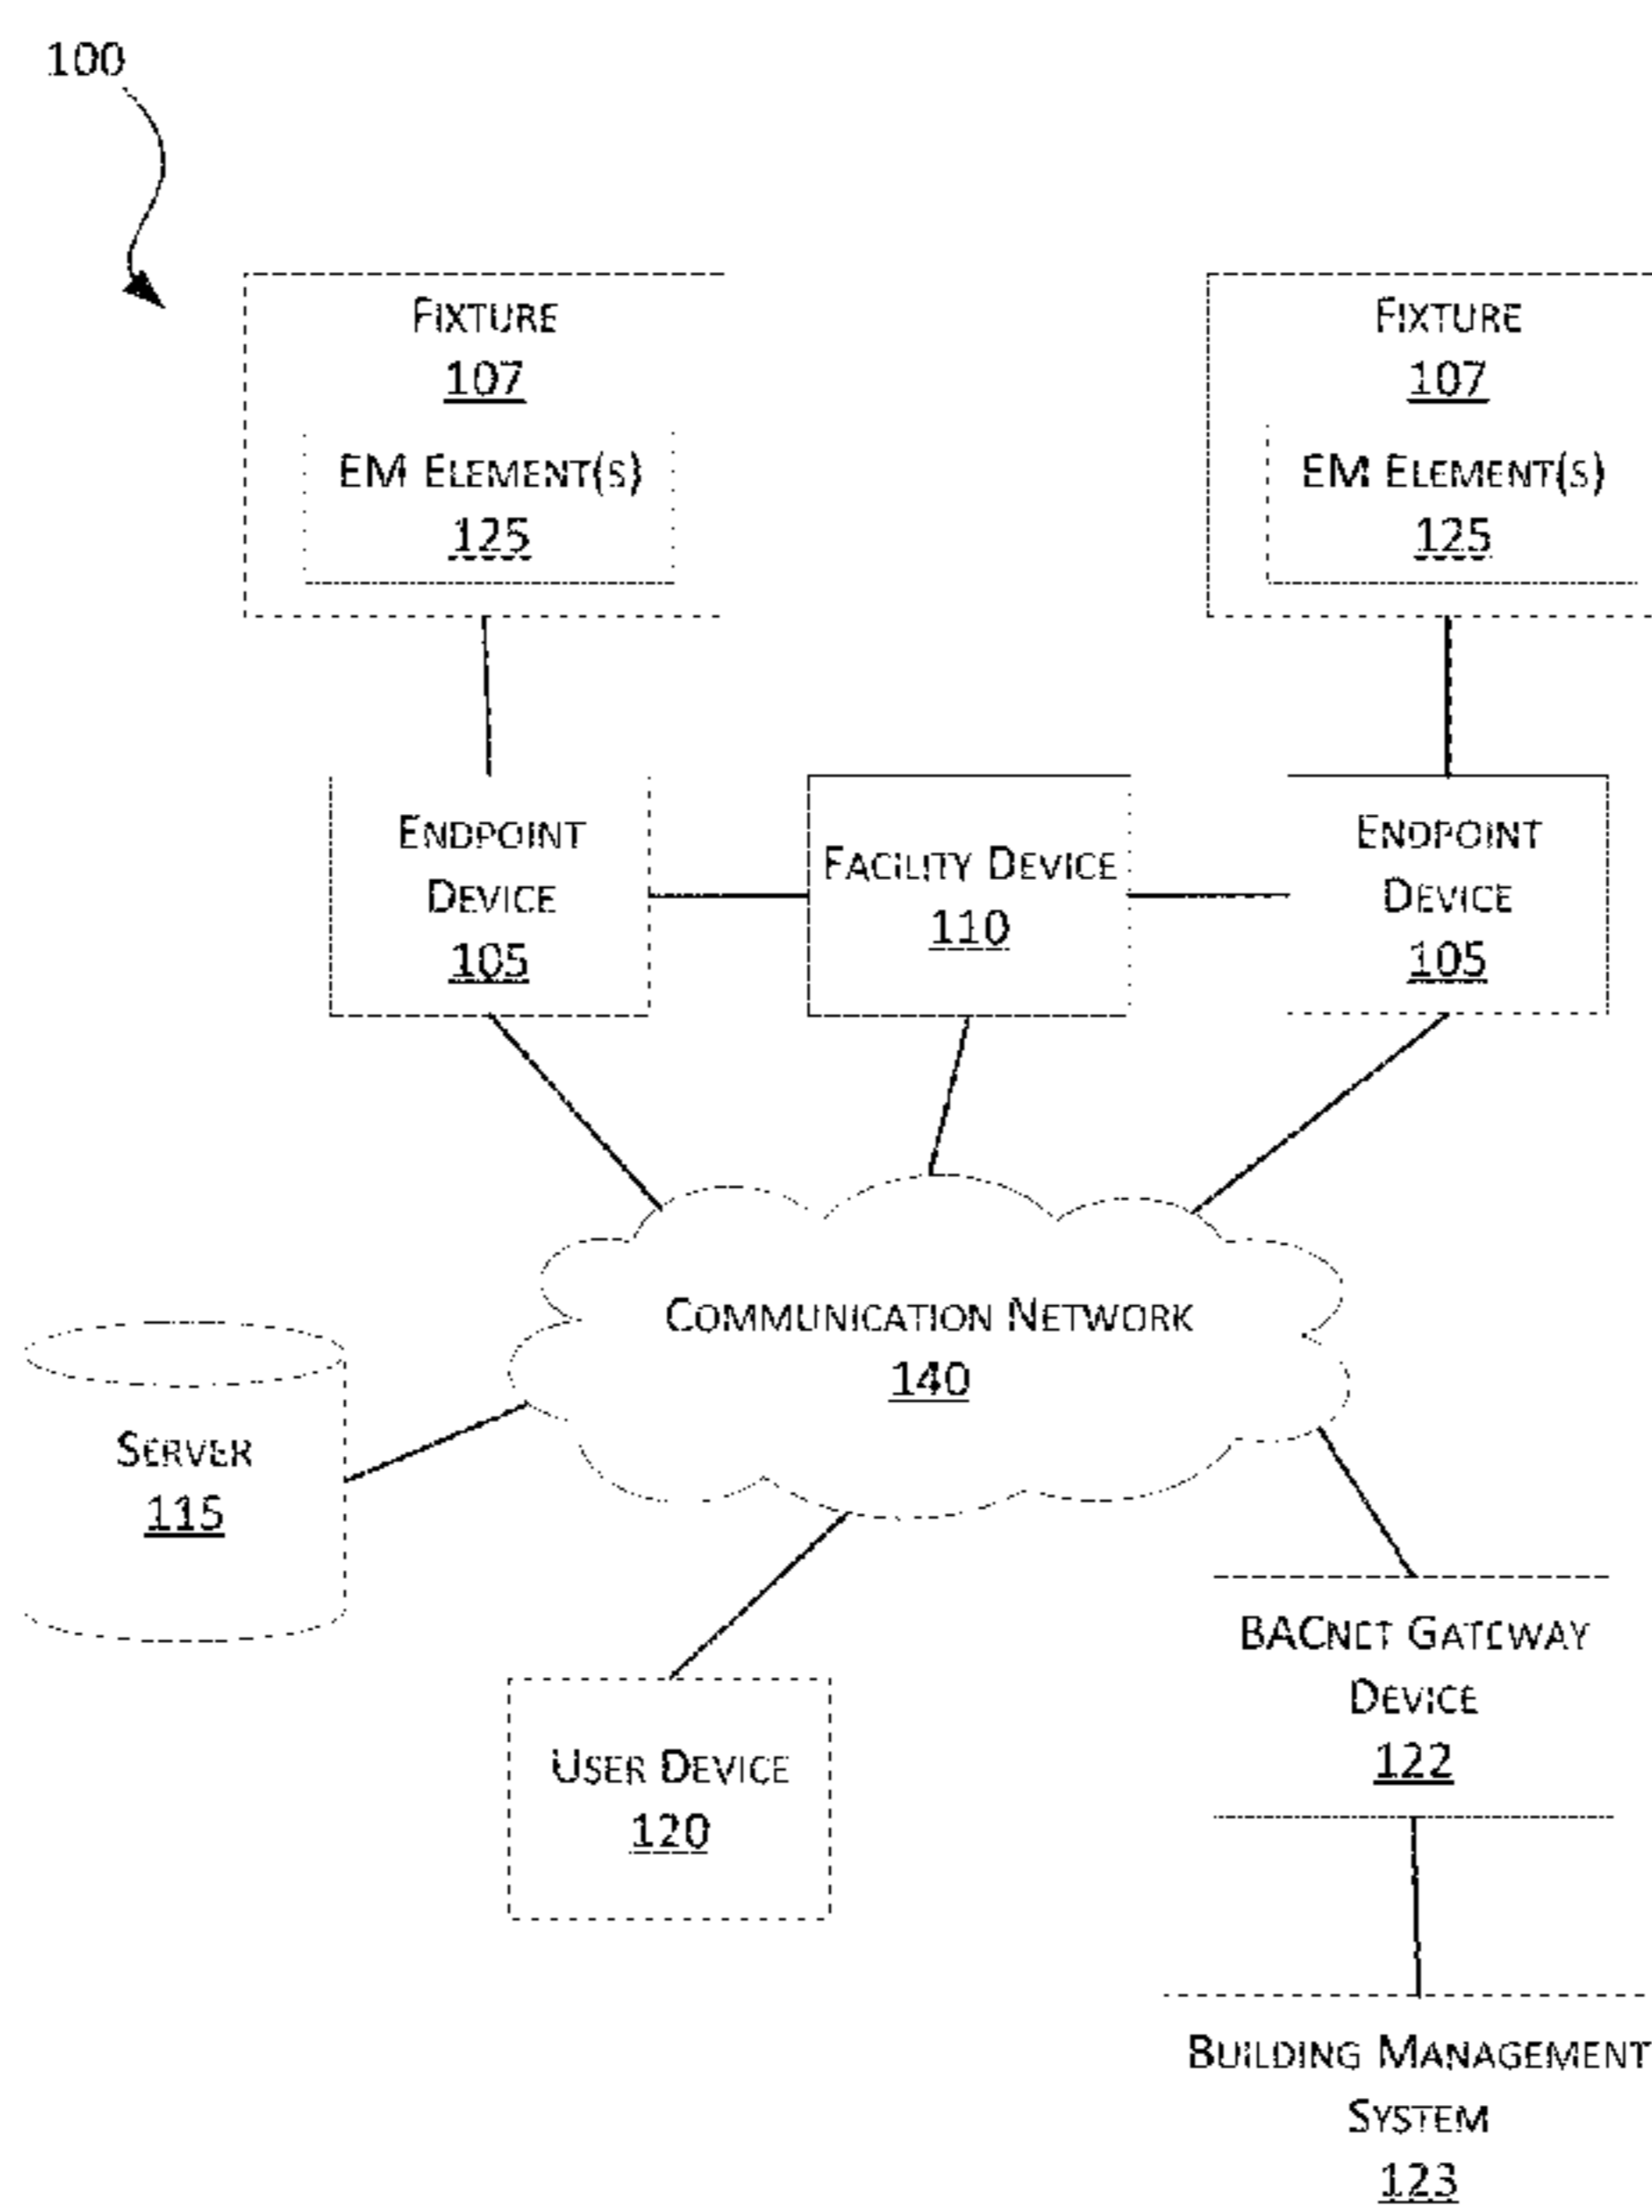 100
FIXTURE
107
EM ELEMENT(S)
125
FIXTURE
107
EM ELEMENT(S)
125
ENDPOINT
DEVICE
105
FACILITY DEVICE
110
ENDPOINT
DEVICE
105
COMMUNICATION NETWORK
140
SERVER
115
USER DEVICE
120
BACNET GATEWAY
DEVICE
122
BUILDING MANAGEMENT
SYSTEM
123